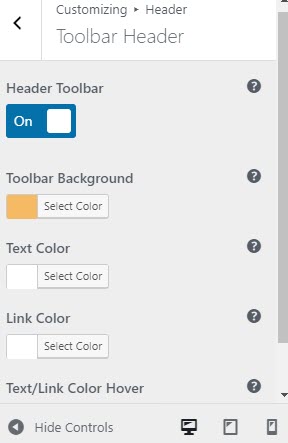 Customizing ▸ Header
Toolbar Header
Header Toolbar
On
Toolbar Background
Select Color
Text Color
Select Color
Link Color
Select Color
Text/Link Color Hover
Hide Controls